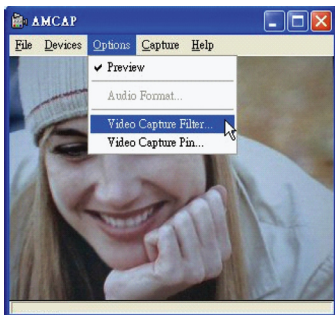 AMCAP
File Devices Options Capture Help
✔ Preview
Audio Format...
Video Capture Filter...
Video Capture Pin...